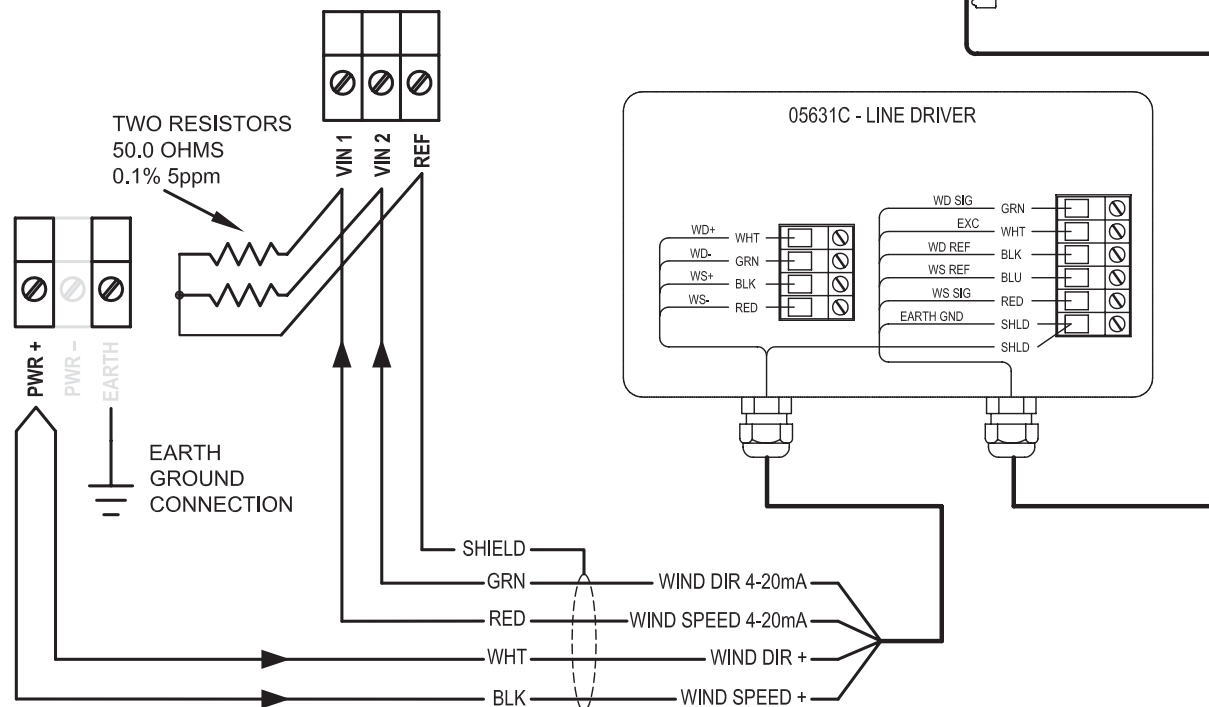 TWO RESISTORS
50.0 OHMS
0.1% 5ppm
VIN 1
VIN 2
REF
PWR +
PWR –
EARTH
EARTH
GROUND
CONNECTION
05631C - LINE DRIVER
WD+ WHT
WD- GRN
WS+ BLK
WS- RED
WD SIG GRN
EXC WHT
WD REF BLK
WS REF BLU
WS SIG RED
EARTH GND SHLD
SHLD
SHIELD
GRN WIND DIR 4-20mA
RED WIND SPEED 4-20mA
WHT WIND DIR +
BLK WIND SPEED +